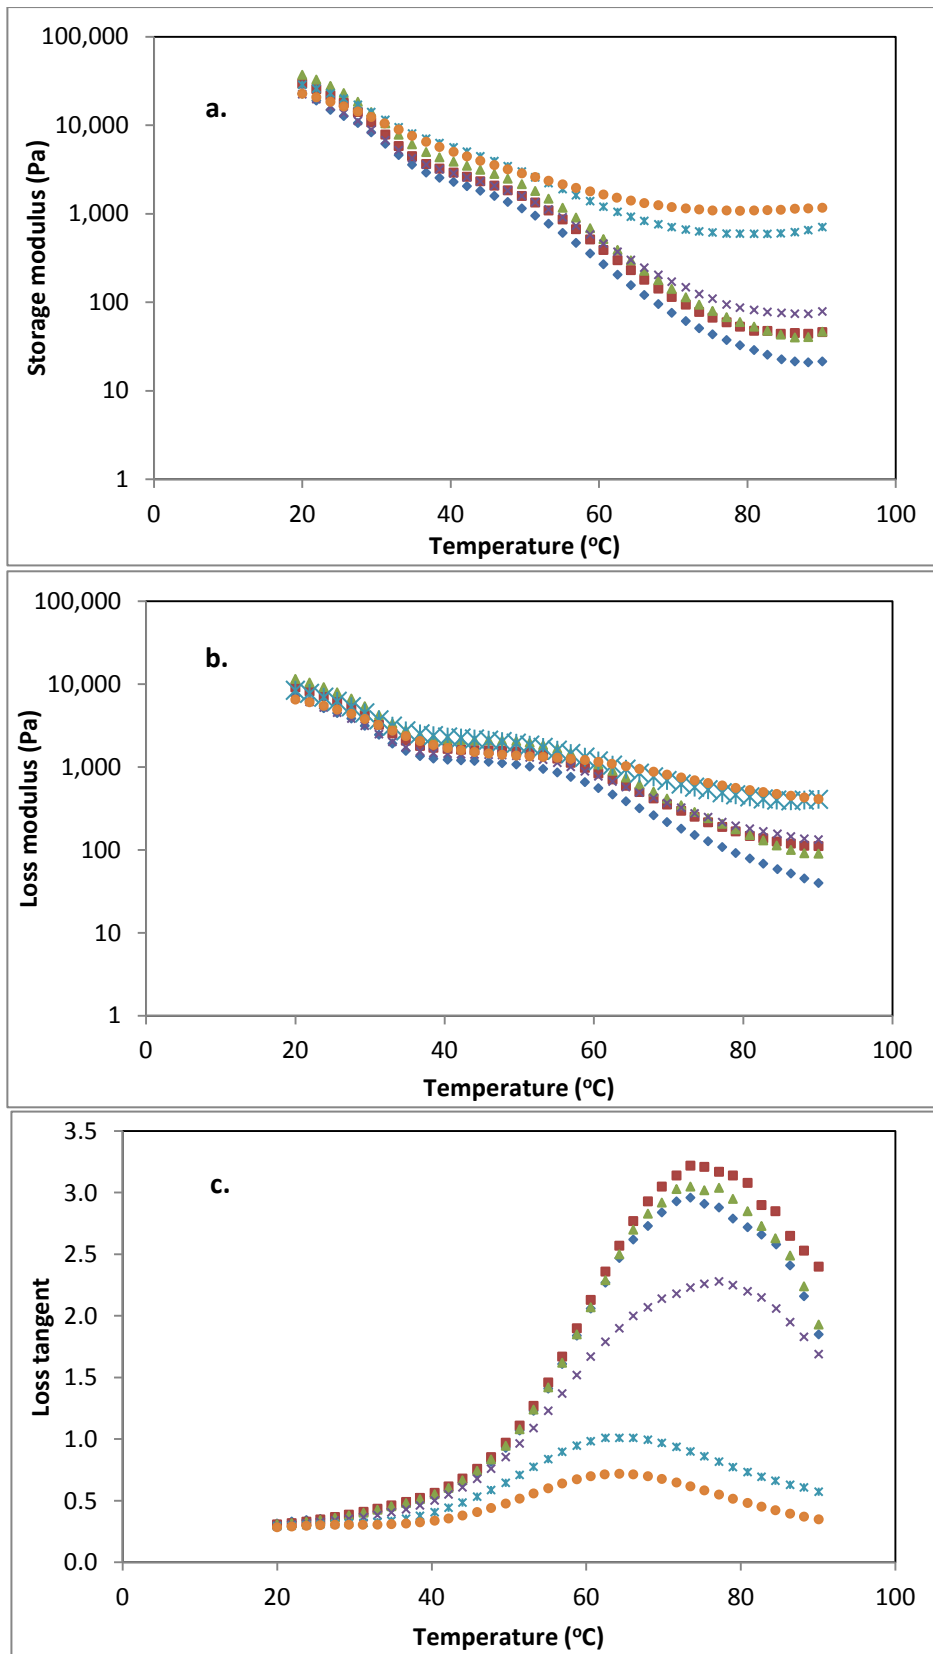 100,000
10,000
1,000
100
10
1
a.
Storage modulus (Pa)
0 20 40 60 80 100
Temperature (°C)
100,000
10,000
1,000
100
10
1
b.
Loss modulus (Pa)
0 20 40 60 80 100
Temperature (°C)
3.5
3.0
2.5
2.0
1.5
1.0
0.5
0.0
c.
Loss tangent
0 20 40 60 80 100
Temperature (°C)